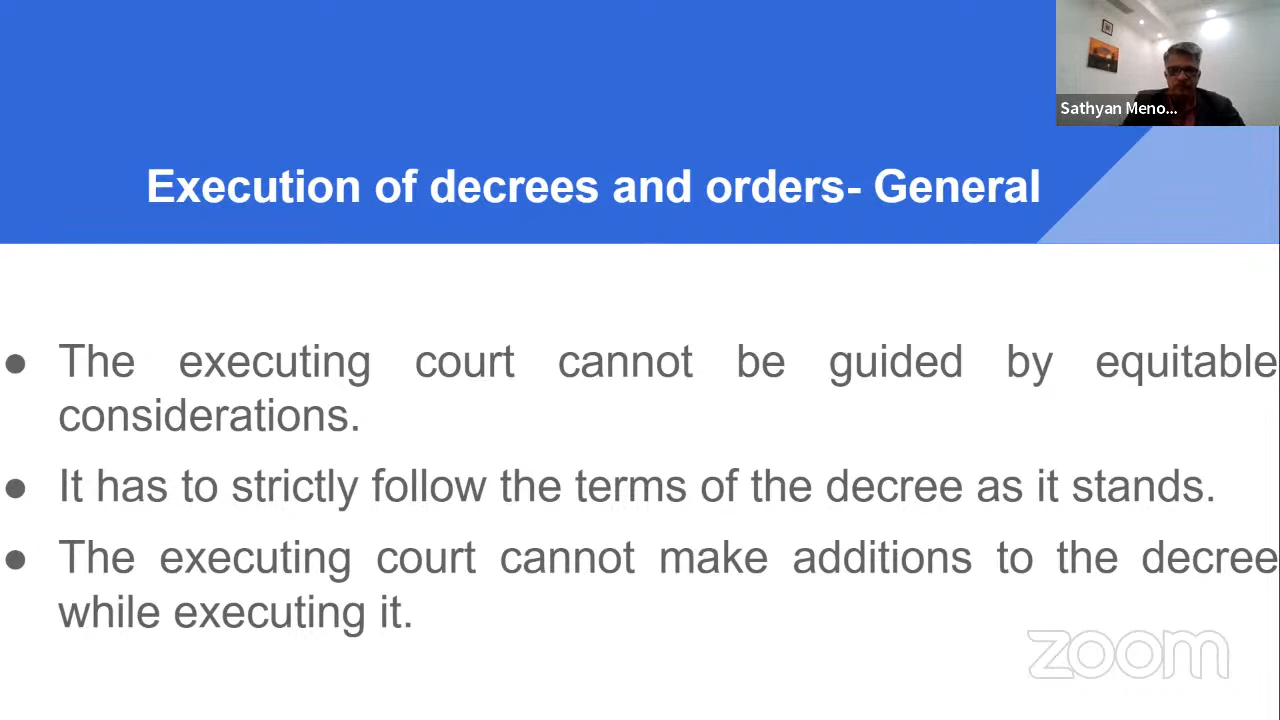 Sathyan Meno...
Execution of decrees and orders- General
● The executing court cannot be guided by equitable
considerations.
● It has to strictly follow the terms of the decree as it stands.
● The executing court cannot make additions to the decree
while executing it.
zoom